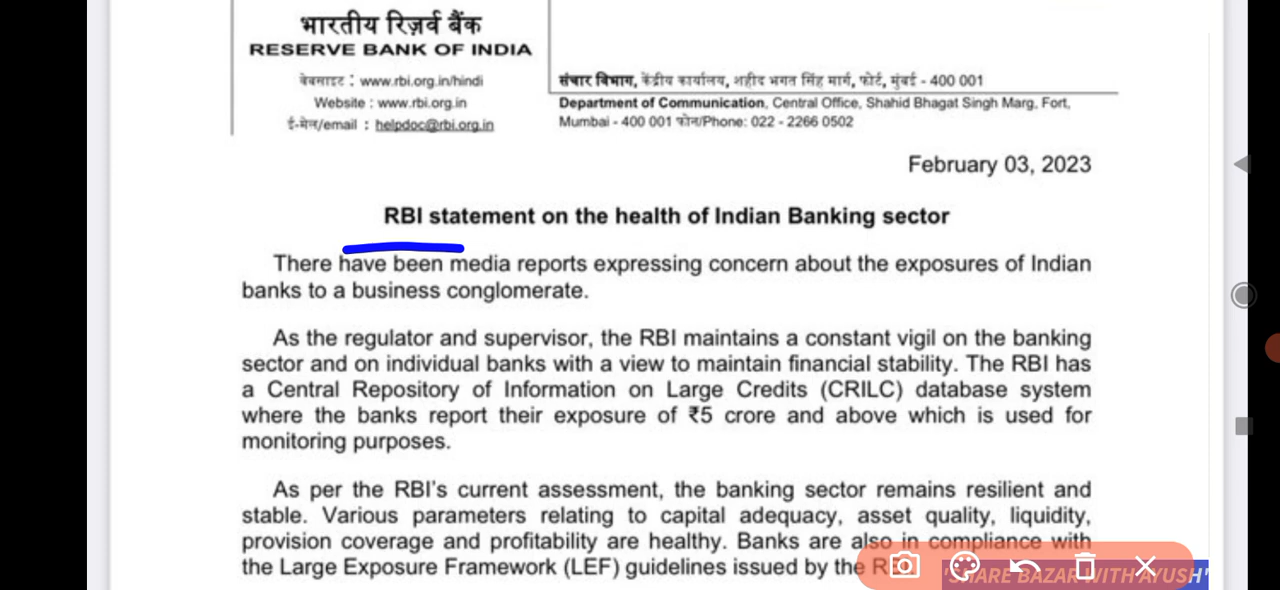 भारतीय रिज़र्व बैंक
RESERVE BANK OF INDIA
वेबसाइट : www.rbi.org.in/hindi
Website : www.rbi.org.in
ई-मेल/email : helpdoc@rbi.org.in
संचार विभाग, केंद्रीय कार्यालय, शहीद भगत सिंह मार्ग, फोर्ट, मुंबई - 400 001
Department of Communication, Central Office, Shahid Bhagat Singh Marg, Fort,
Mumbai - 400 001 फोन/Phone: 022 - 2266 0502
February 03, 2023
RBI statement on the health of Indian Banking sector
There have been media reports expressing concern about the exposures of Indian
banks to a business conglomerate.
As the regulator and supervisor, the RBI maintains a constant vigil on the banking
sector and on individual banks with a view to maintain financial stability. The RBI has
a Central Repository of Information on Large Credits (CRILC) database system
where the banks report their exposure of ₹5 crore and above which is used for
monitoring purposes.
As per the RBI's current assessment, the banking sector remains resilient and
stable. Various parameters relating to capital adequacy, asset quality, liquidity,
provision coverage and profitability are healthy. Banks are also in compliance with
the Large Exposure Framework (LEF) guidelines issued by the
"SHARE BAZAR WITH AYUSH"